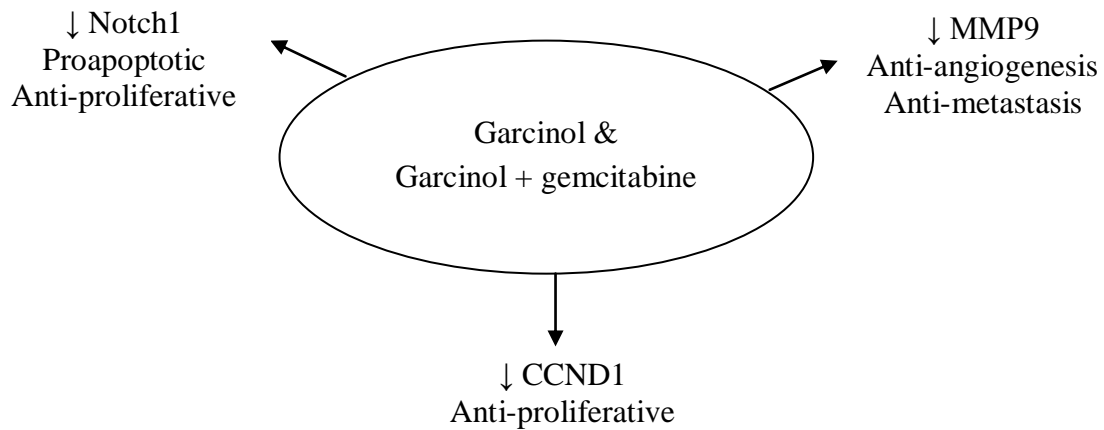 ↓ Notch1
Proapoptotic
Anti-proliferative
↓ MMP9
Anti-angiogenesis
Anti-metastasis
Garcinol &
Garcinol + gemcitabine
↓ CCND1
Anti-proliferative